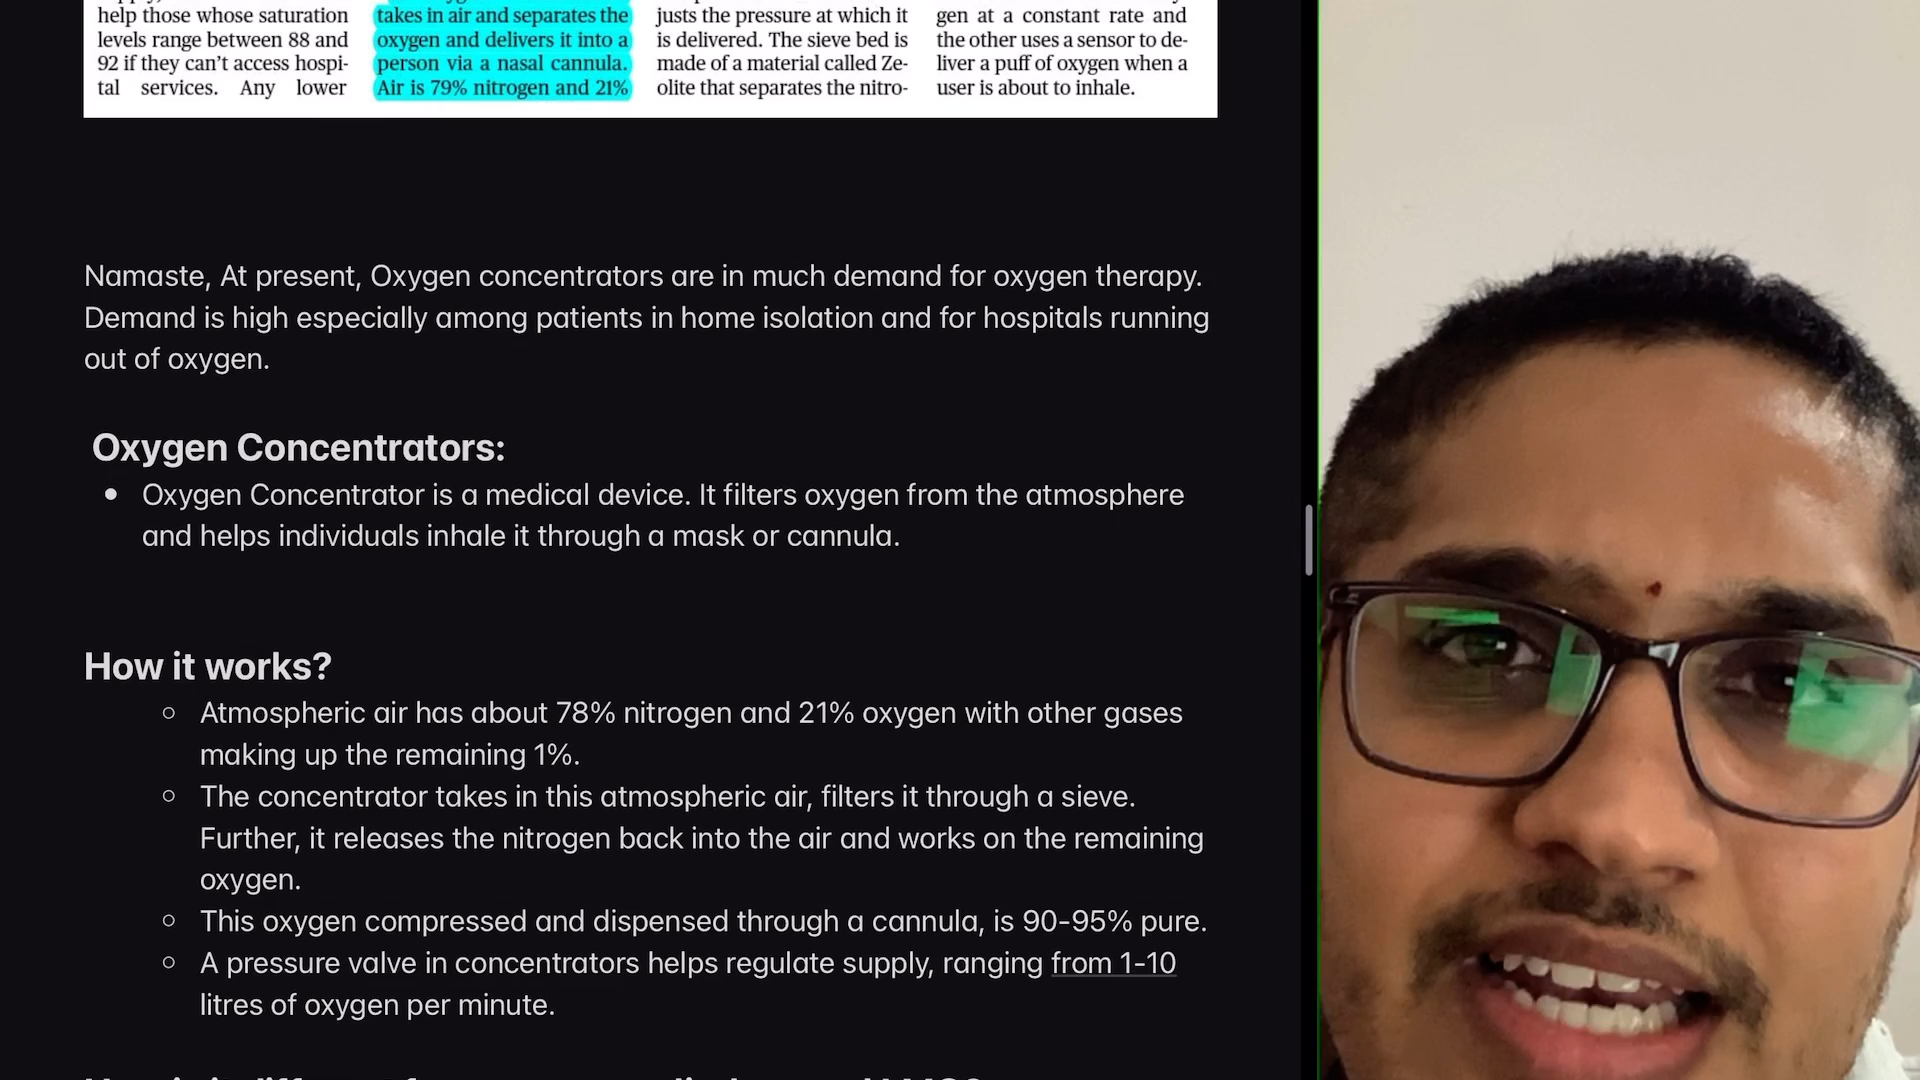 help those whose saturation
levels range between 88 and
92 if they can't access hospi-
tal services. Any lower
takes in air and separates the
oxygen and delivers it into a
person via a nasal cannula.
Air is 79% nitrogen and 21%
justs the pressure at which it
is delivered. The sieve bed is
made of a material called Ze-
olite that separates the nitro-
gen at a constant rate and
the other uses a sensor to de-
liver a puff of oxygen when a
user is about to inhale.
Namaste, At present, Oxygen concentrators are in much demand for oxygen therapy.
Demand is high especially among patients in home isolation and for hospitals running
out of oxygen.
Oxygen Concentrators:
• Oxygen Concentrator is a medical device. It filters oxygen from the atmosphere
and helps individuals inhale it through a mask or cannula.
How it works?
○ Atmospheric air has about 78% nitrogen and 21% oxygen with other gases
making up the remaining 1%.
○ The concentrator takes in this atmospheric air, filters it through a sieve.
Further, it releases the nitrogen back into the air and works on the remaining
oxygen.
○ This oxygen compressed and dispensed through a cannula, is 90-95% pure.
○ A pressure valve in concentrators helps regulate supply, ranging from 1-10
litres of oxygen per minute.